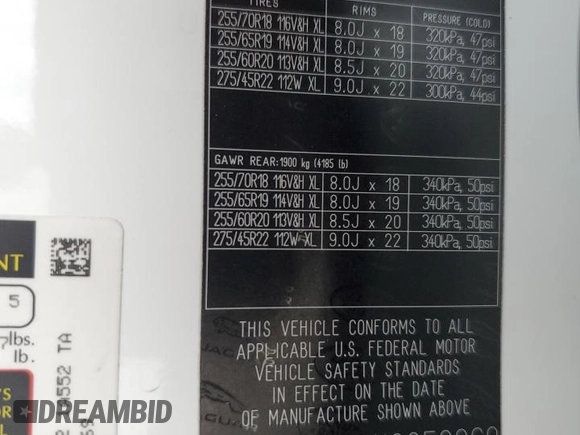 TIRES RIMS PRESSURE (COLD)
255/70R18 116V&H XL 8.0J x 18 320kPa, 47psi
255/65R19 114V&H XL 8.0J x 19 320kPa, 47psi
255/60R20 113V&H XL 8.5J x 20 320kPa, 47psi
275/45R22 112W XL 9.0J x 22 300kPa, 44psi
GAWR REAR:1900 kg (4185 lb)
255/70R18 116V&H XL 8.0J x 18 340kPa, 50psi
255/65R19 114V&H XL 8.0J x 19 340kPa, 50psi
255/60R20 113V&H XL 8.5J x 20 340kPa, 50psi
275/45R22 112W XL 9.0J x 22 340kPa, 50psi
THIS VEHICLE CONFORMS TO ALL
APPLICABLE U.S. FEDERAL MOTOR
VEHICLE SAFETY STANDARDS
IN EFFECT ON THE DATE
OF MANUFACTURE SHOWN ABOVE
NT
5
lbs.
lb.
552 TA
DREAMBID